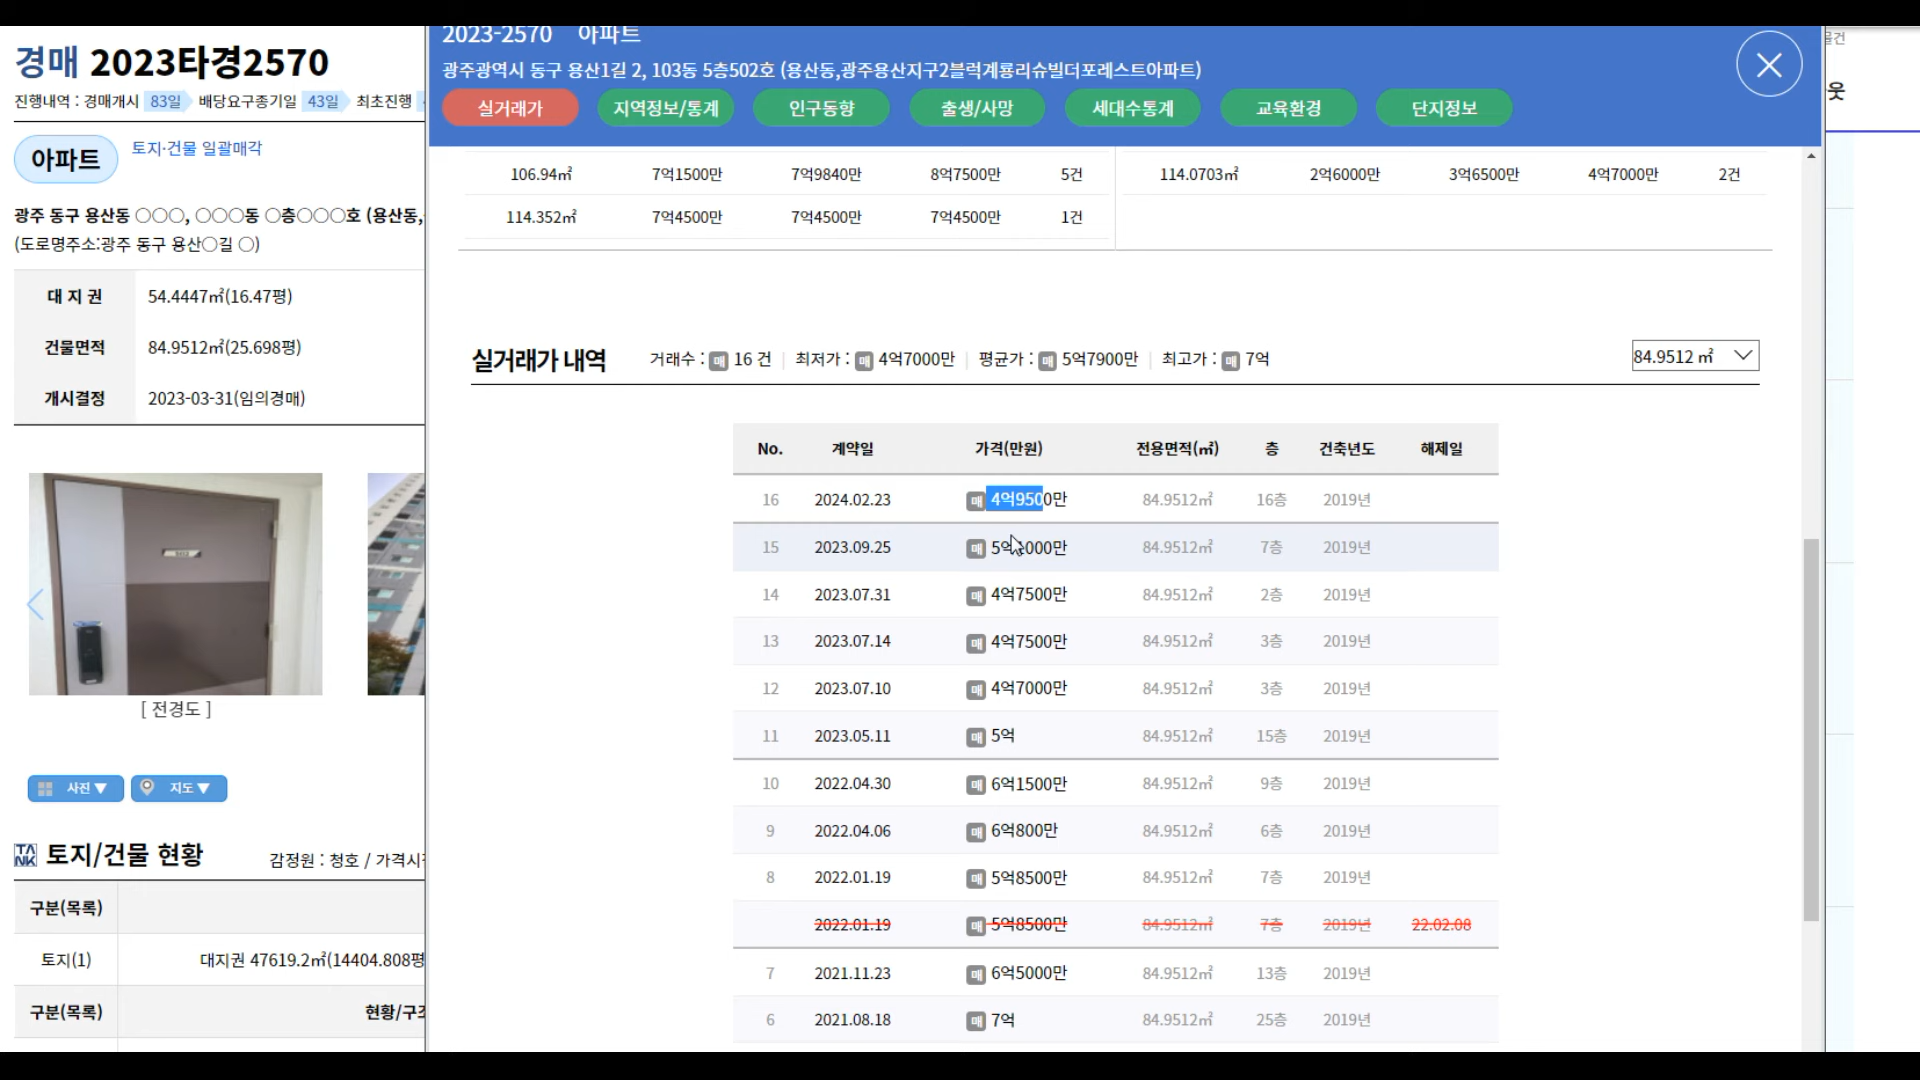 경매 2023타경2570
진행내역 : 경매개시 83일 배당요구종기일 43일 최초진행
아파트 토지·건물 일괄매각
광주 동구 용산동 ○○○, ○○○동 ○층○○○호 (용산동,
(도로명주소:광주 동구 용산○길 ○)
대 지 권 54.4447㎡(16.47평)
건물면적 84.9512㎡(25.698평)
개시결정 2023-03-31(임의경매)
[ 전경도 ]
사진 ▼ 지도 ▼
TANK 토지/건물 현황 감정원 : 청호 / 가격시
구분(목록)
토지(1) 대지권 47619.2㎡(14404.808평
구분(목록) 현황/구조
2023-2570 아파트
광주광역시 동구 용산1길 2, 103동 5층502호 (용산동,광주용산지구2블럭계룡리슈빌더포레스트아파트)
실거래가 지역정보/통계 인구동향 출생/사망 세대수통계 교육환경 단지정보
106.94㎡ 7억1500만 7억9840만 8억7500만 5건 114.0703㎡ 2억6000만 3억6500만 4억7000만 2건
114.352㎡ 7억4500만 7억4500만 7억4500만 1건
실거래가 내역 거래수 : 매 16 건 최저가 : 매 4억7000만 평균가 : 매 5억7900만 최고가 : 매 7억 84.9512 ㎡
No. 계약일 가격(만원) 전용면적(㎡) 층 건축년도 해제일
16 2024.02.23 매 4억9500만 84.9512㎡ 16층 2019년
15 2023.09.25 매 84.9512㎡ 7층 2019년
14 2023.07.31 매 4억7500만 84.9512㎡ 2층 2019년
13 2023.07.14 매 4억7500만 84.9512㎡ 3층 2019년
12 2023.07.10 매 4억7000만 84.9512㎡ 3층 2019년
11 2023.05.11 매 5억 84.9512㎡ 15층 2019년
10 2022.04.30 매 6억1500만 84.9512㎡ 9층 2019년
9 2022.04.06 매 6억800만 84.9512㎡ 6층 2019년
8 2022.01.19 매 5억8500만 84.9512㎡ 7층 2019년
2022.01.19 매 5억8500만 84.9512㎡ 7층 2019년 22.02.08
7 2021.11.23 매 6억5000만 84.9512㎡ 13층 2019년
6 2021.08.18 매 7억 84.9512㎡ 25층 2019년
물건
웃